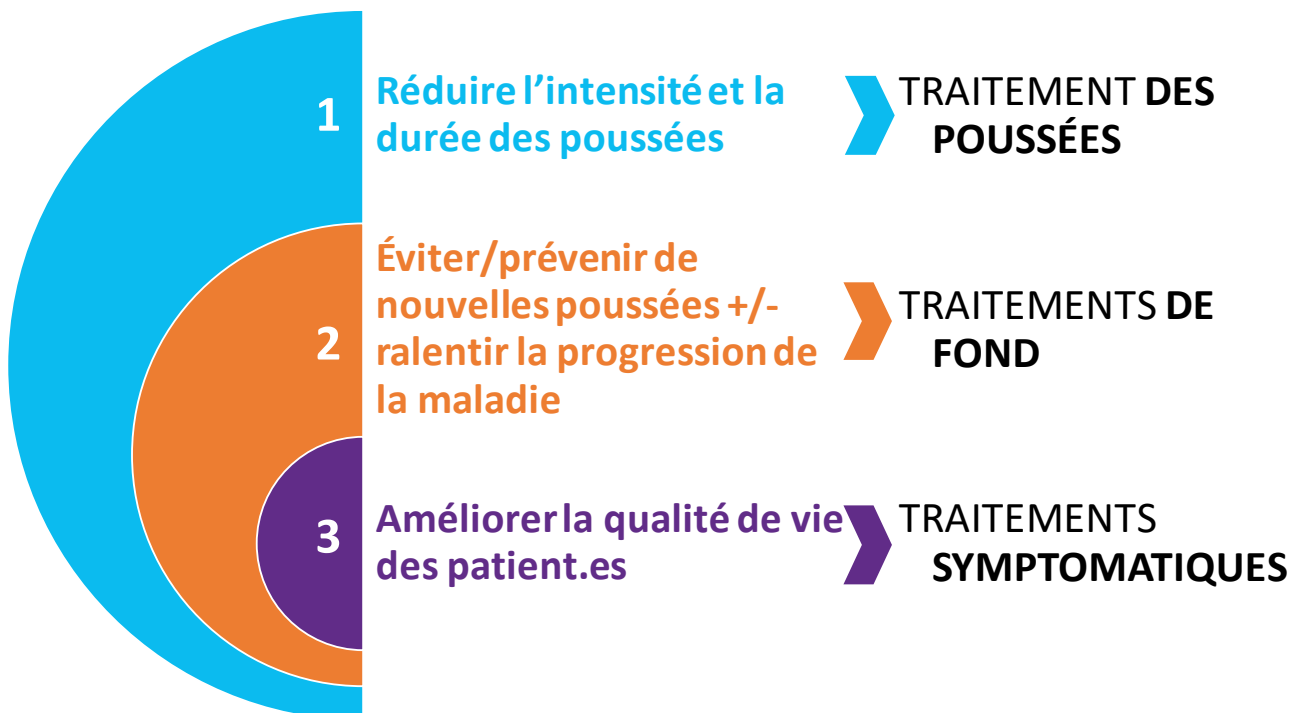 1
Réduire l’intensité et la
durée des poussées
TRAITEMENT DES
POUSSÉES
2
Éviter/prévenir de
nouvelles poussées +/-
ralentir la progression de
la maladie
TRAITEMENTS DE
FOND
3
Améliorer la qualité de vie
des patient.es
TRAITEMENTS
SYMPTOMATIQUES